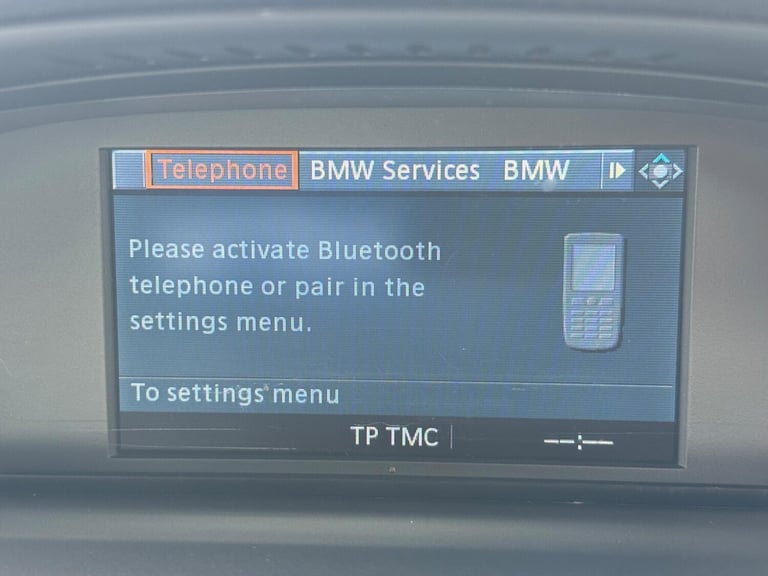 Telephone BMW Services BMW
Please activate Bluetooth
telephone or pair in the
settings menu.
To settings menu
TP TMC --:--